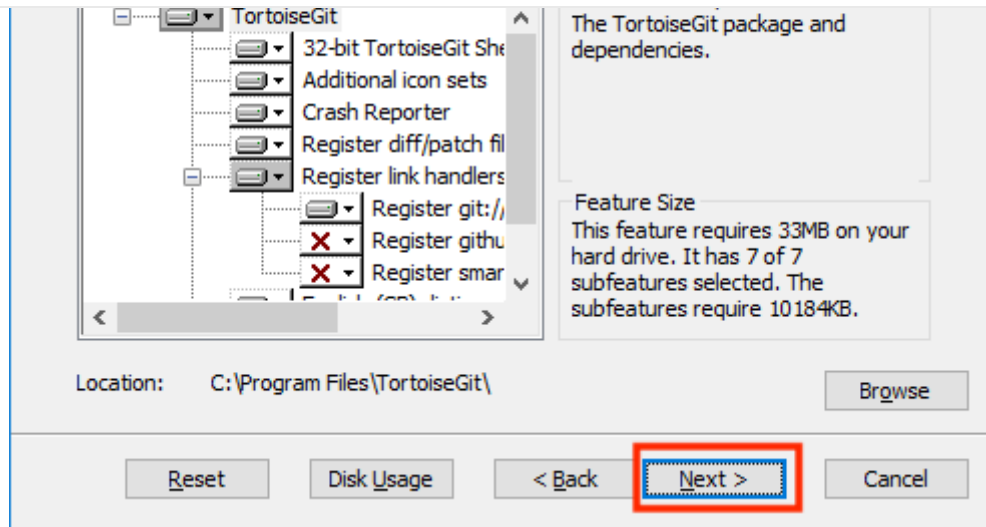 TortoiseGit
32-bit TortoiseGit She
Additional icon sets
Crash Reporter
Register diff/patch fil
Register link handlers
Register git://
Register githu
Register smar
The TortoiseGit package and
dependencies.
Feature Size
This feature requires 33MB on your
hard drive. It has 7 of 7
subfeatures selected. The
subfeatures require 10184KB.
Location: C:\Program Files\TortoiseGit\
Browse
Reset Disk Usage < Back Next > Cancel